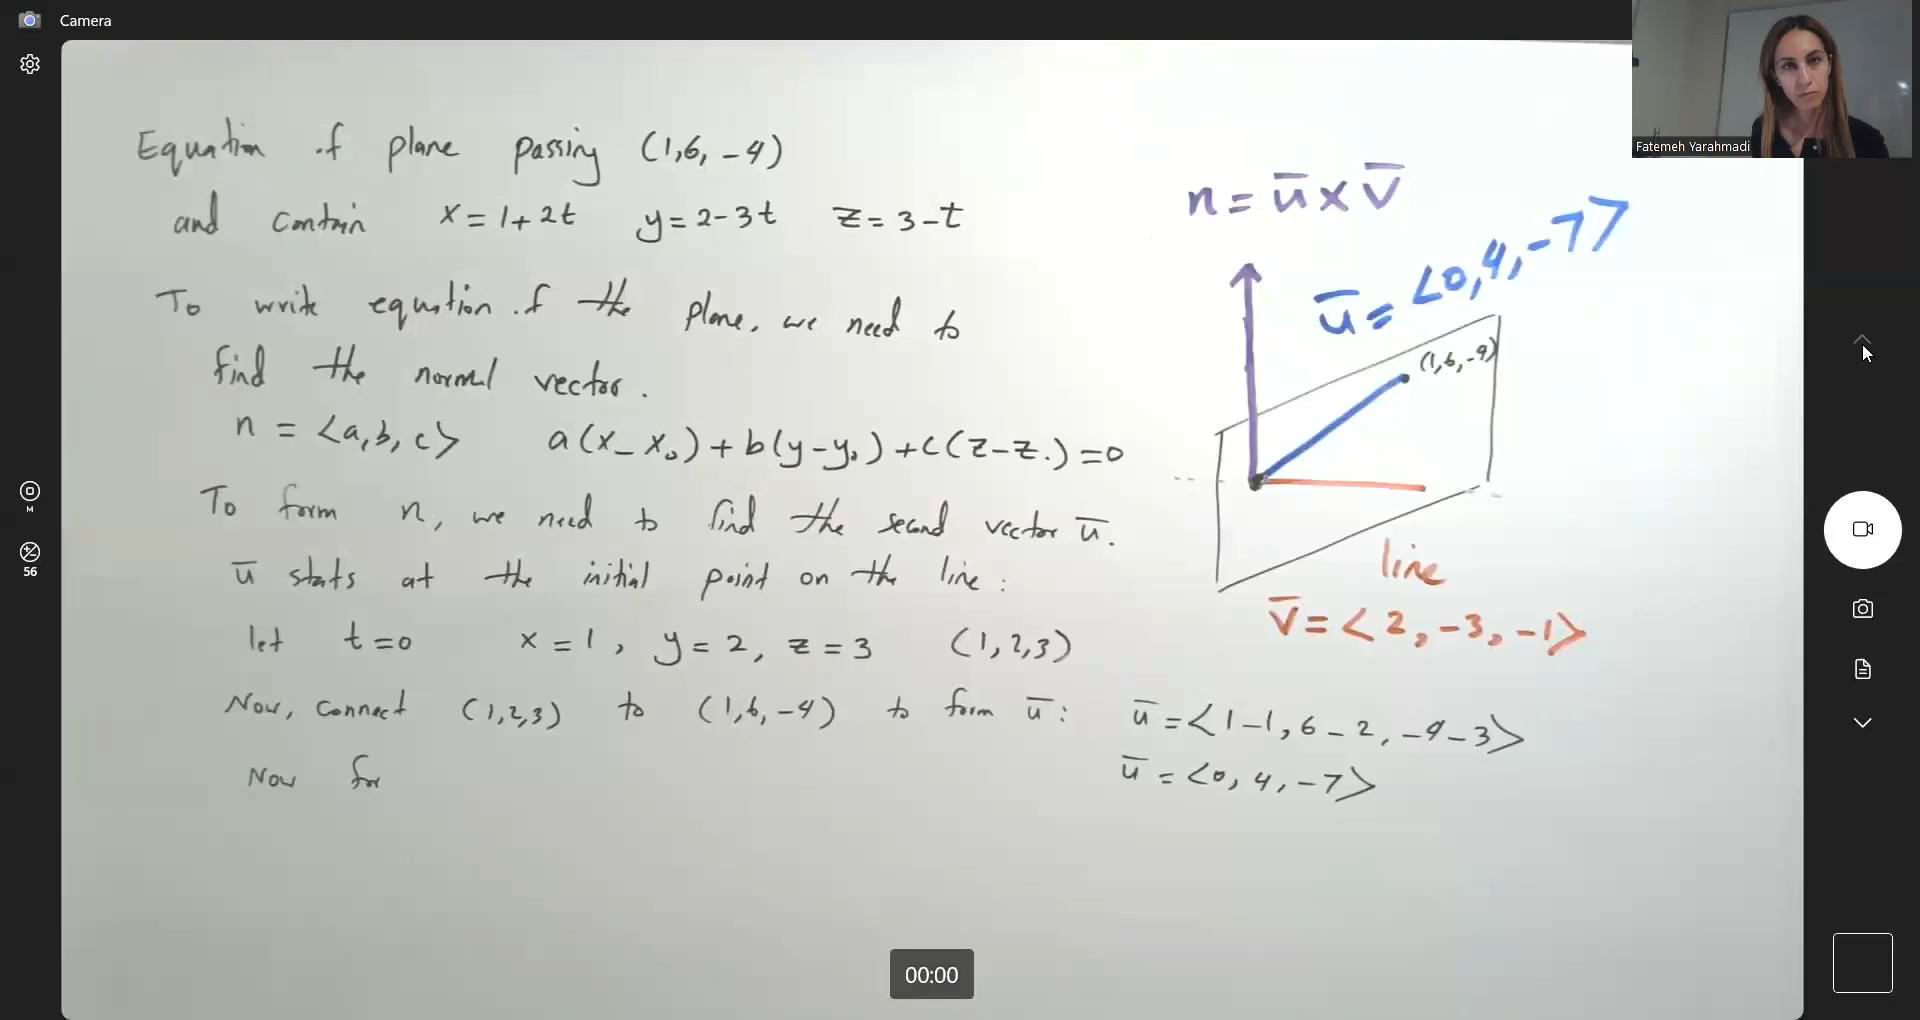 Camera
Fatemeh Yarahmadi
Equation of plane passing (1,6, -4)
and contain x = 1+2t y = 2-3t z = 3-t
To write equation of the plane, we need to
find the normal vector.
n = <a, b, c> a(x-x₀) + b(y-y₀) + c(z-z₀) = 0
To form n, we need to find the second vector u̅.
u̅ stats at the initial point on the line:
let t=0 x = 1, y = 2, z = 3 (1,2,3)
Now, connect (1,2,3) to (1,6,-4) to form u̅: u̅ = <1-1, 6-2, -4-3>
u̅ = <0, 4, -7>
Now for
n = u̅ x v̅
u̅ = <0,4,-7>
(1,6,-4)
line
v̅ = <2, -3, -1>
M
56
00:00